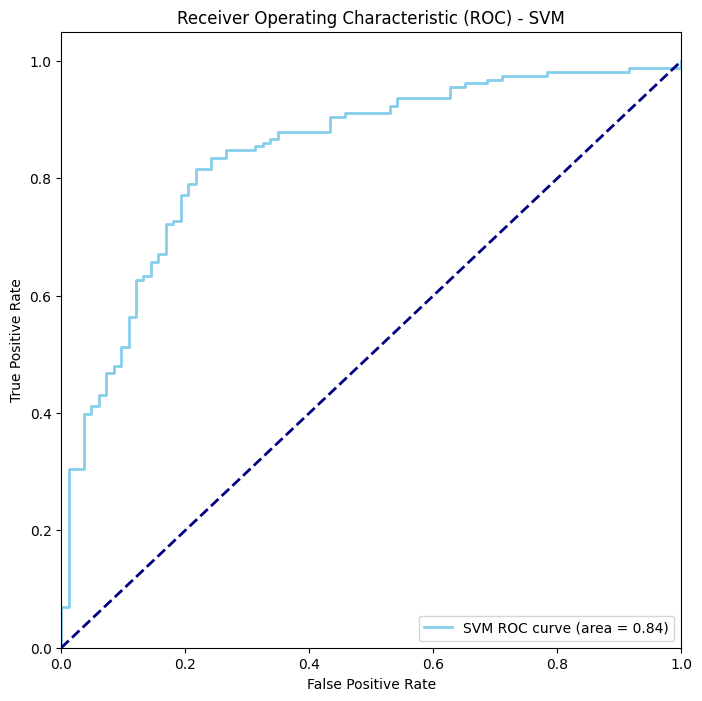 Receiver Operating Characteristic (ROC) - SVM
True Positive Rate
1.0
0.8
0.6
0.4
0.2
0.0
SVM ROC curve (area = 0.84)
0.0 0.2 0.4 0.6 0.8 1.0
False Positive Rate